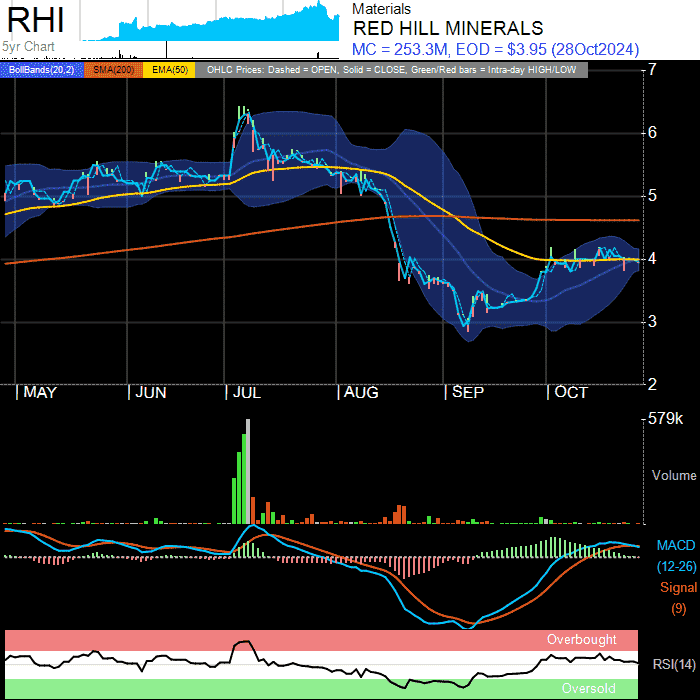 RHI
5yr Chart
Materials
RED HILL MINERALS
MC = 253.3M, EOD = $3.95 (28Oct2024)
BollBands(20,2) SMA(200) EMA(50) OHLC Prices: Dashed = OPEN, Solid = CLOSE, Green/Red bars = Intra-day HIGH/LOW
7
6
5
4
3
2
MAY JUN JUL AUG SEP OCT
579k
Volume
MACD
(12-26)
Signal
(9)
Overbought
RSI(14)
Oversold